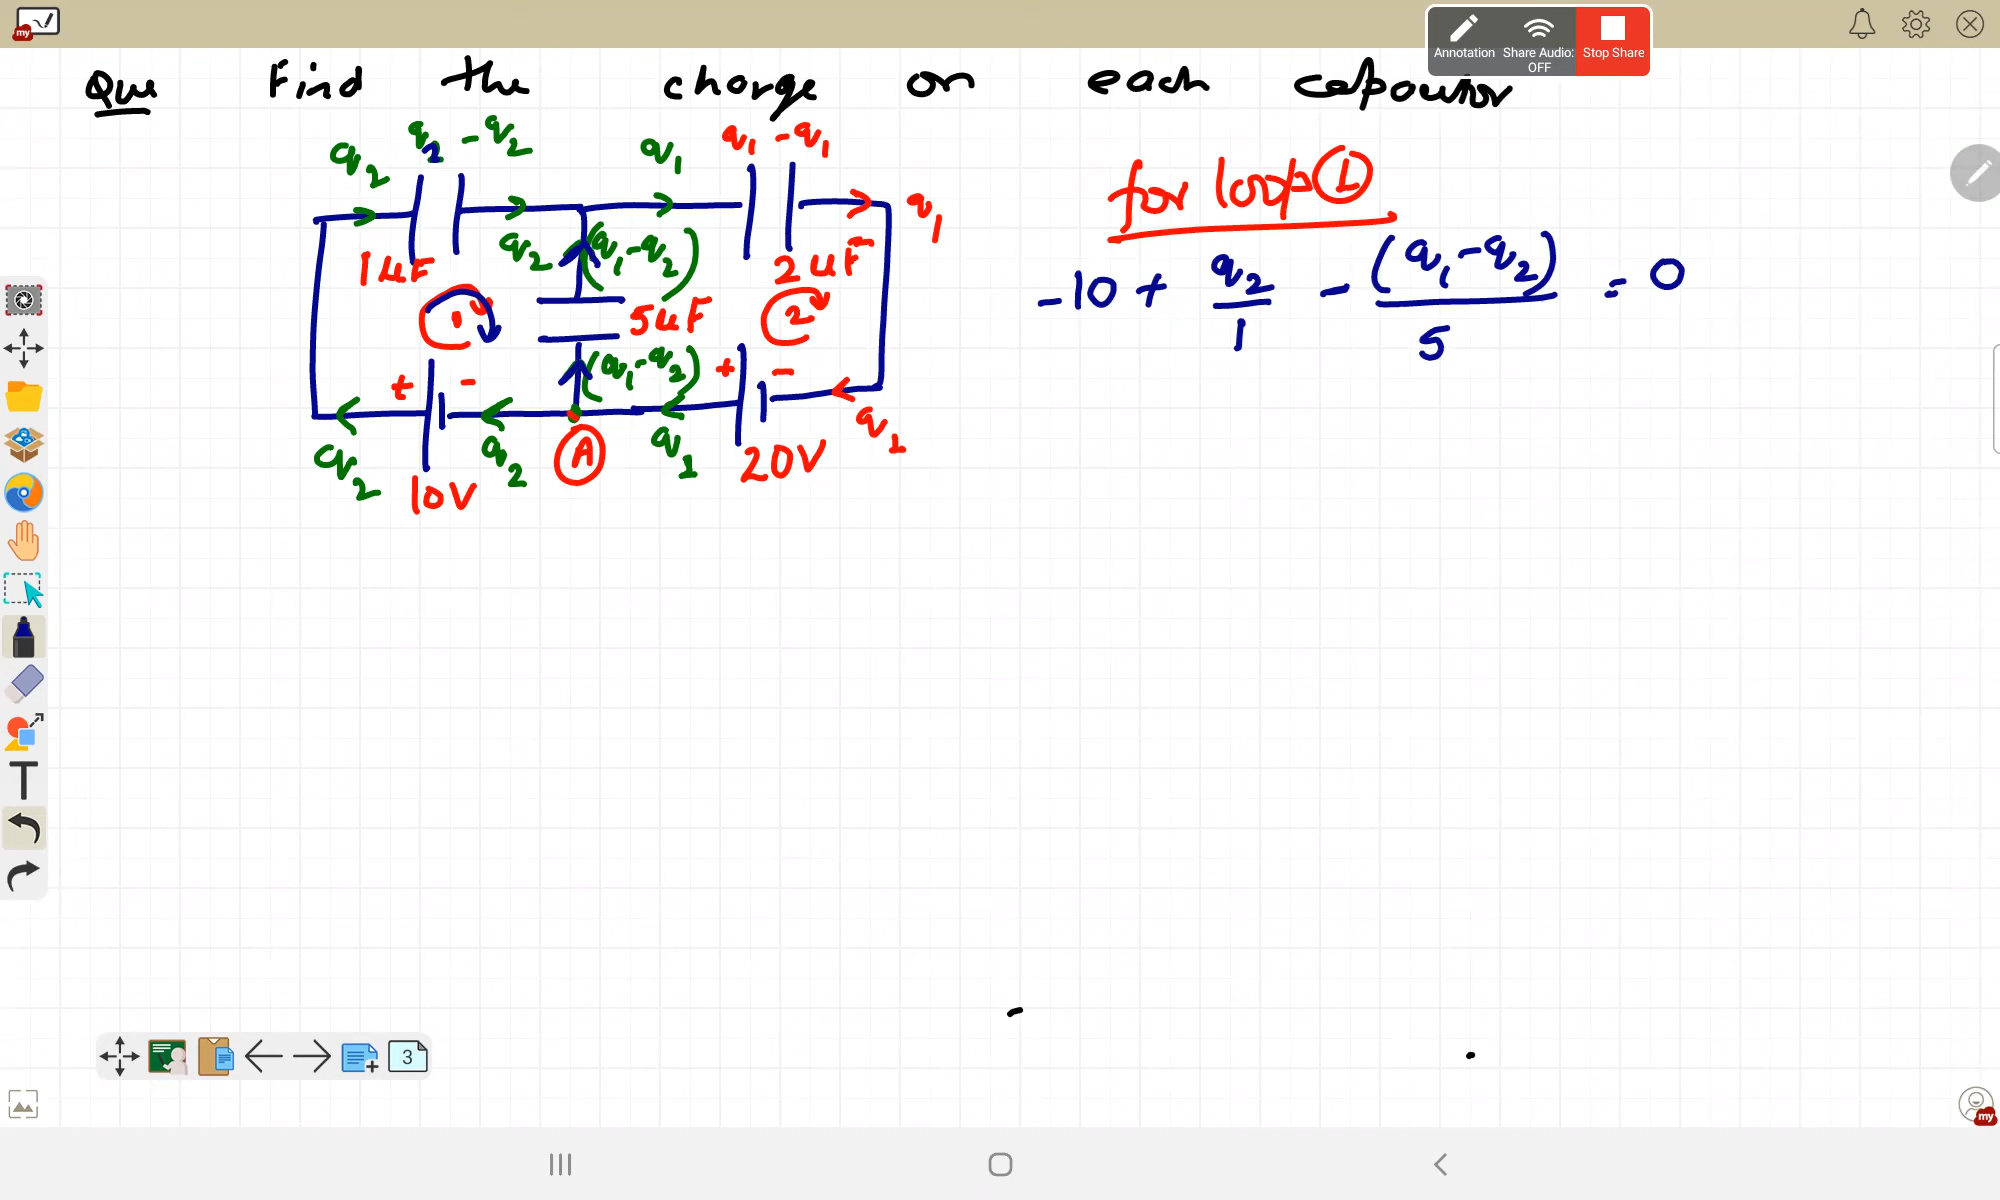 Annotation Share Audio: OFF Stop Share
Que Find the charge on each capacitor
q2 q2 -q2 q1 q1 -q1
q2 (q1-q2) q1
1μF 2μF
1 5μF 2
+ - (q1-q2) + -
q2 q2 A q1 20V q1
10V
for loop 1
-10 + q2/1 - (q1-q2)/5 = 0
T
3
my
my